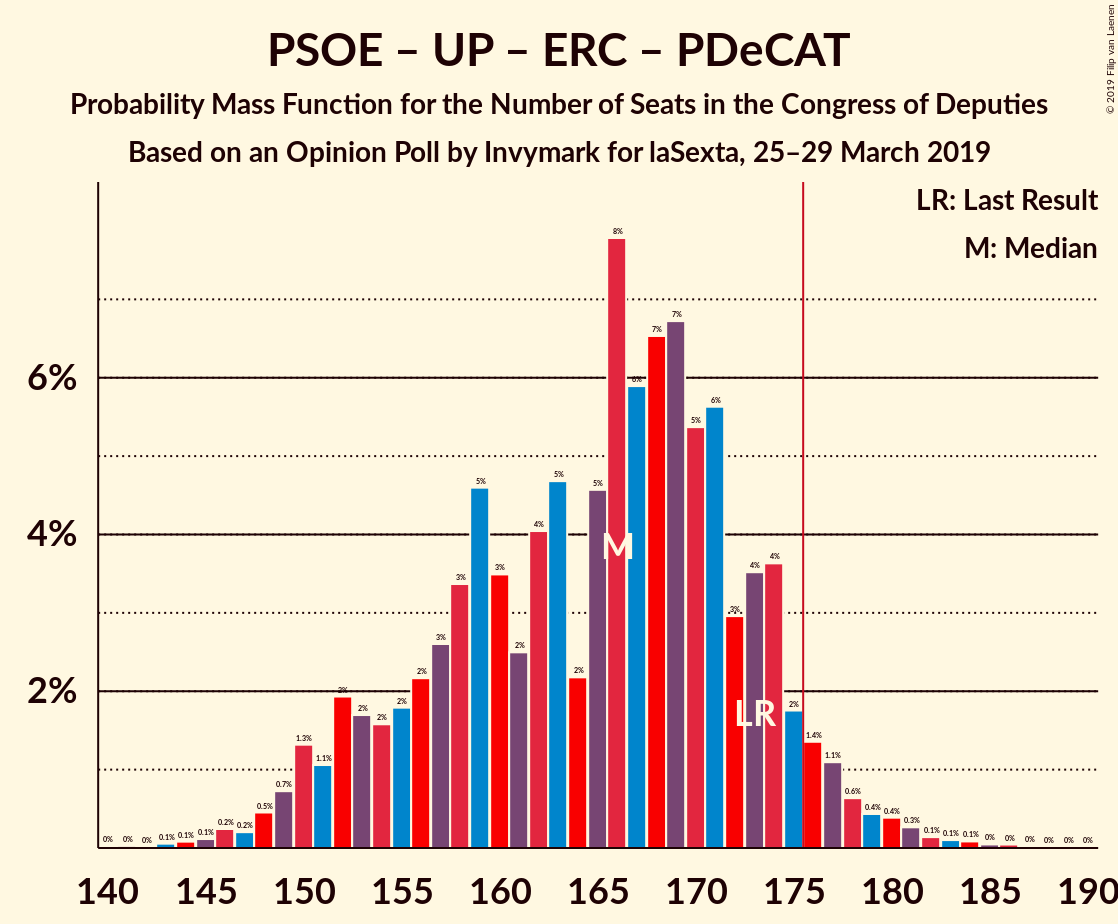 PSOE – UP – ERC – PDeCAT
Probability Mass Function for the Number of Seats in the Congress of Deputies
Based on an Opinion Poll by Invymark for laSexta, 25–29 March 2019
© 2019 Filip van Laenen
LR: Last Result
M: Median
6%
4%
2%
0% 0% 0% 0.1% 0.1% 0.1% 0.2% 0.2% 0.5% 0.7% 1.3% 1.1% 2% 2% 2% 2% 2% 3% 3% 5% 3% 2% 4% 5% 2% 5% 8% 6% 7% 7% 5% 6% 3% 4% 4% 2% 1.4% 1.1% 0.6% 0.4% 0.4% 0.3% 0.1% 0.1% 0.1% 0% 0% 0% 0% 0% 0%
M
LR
140 145 150 155 160 165 170 175 180 185 190